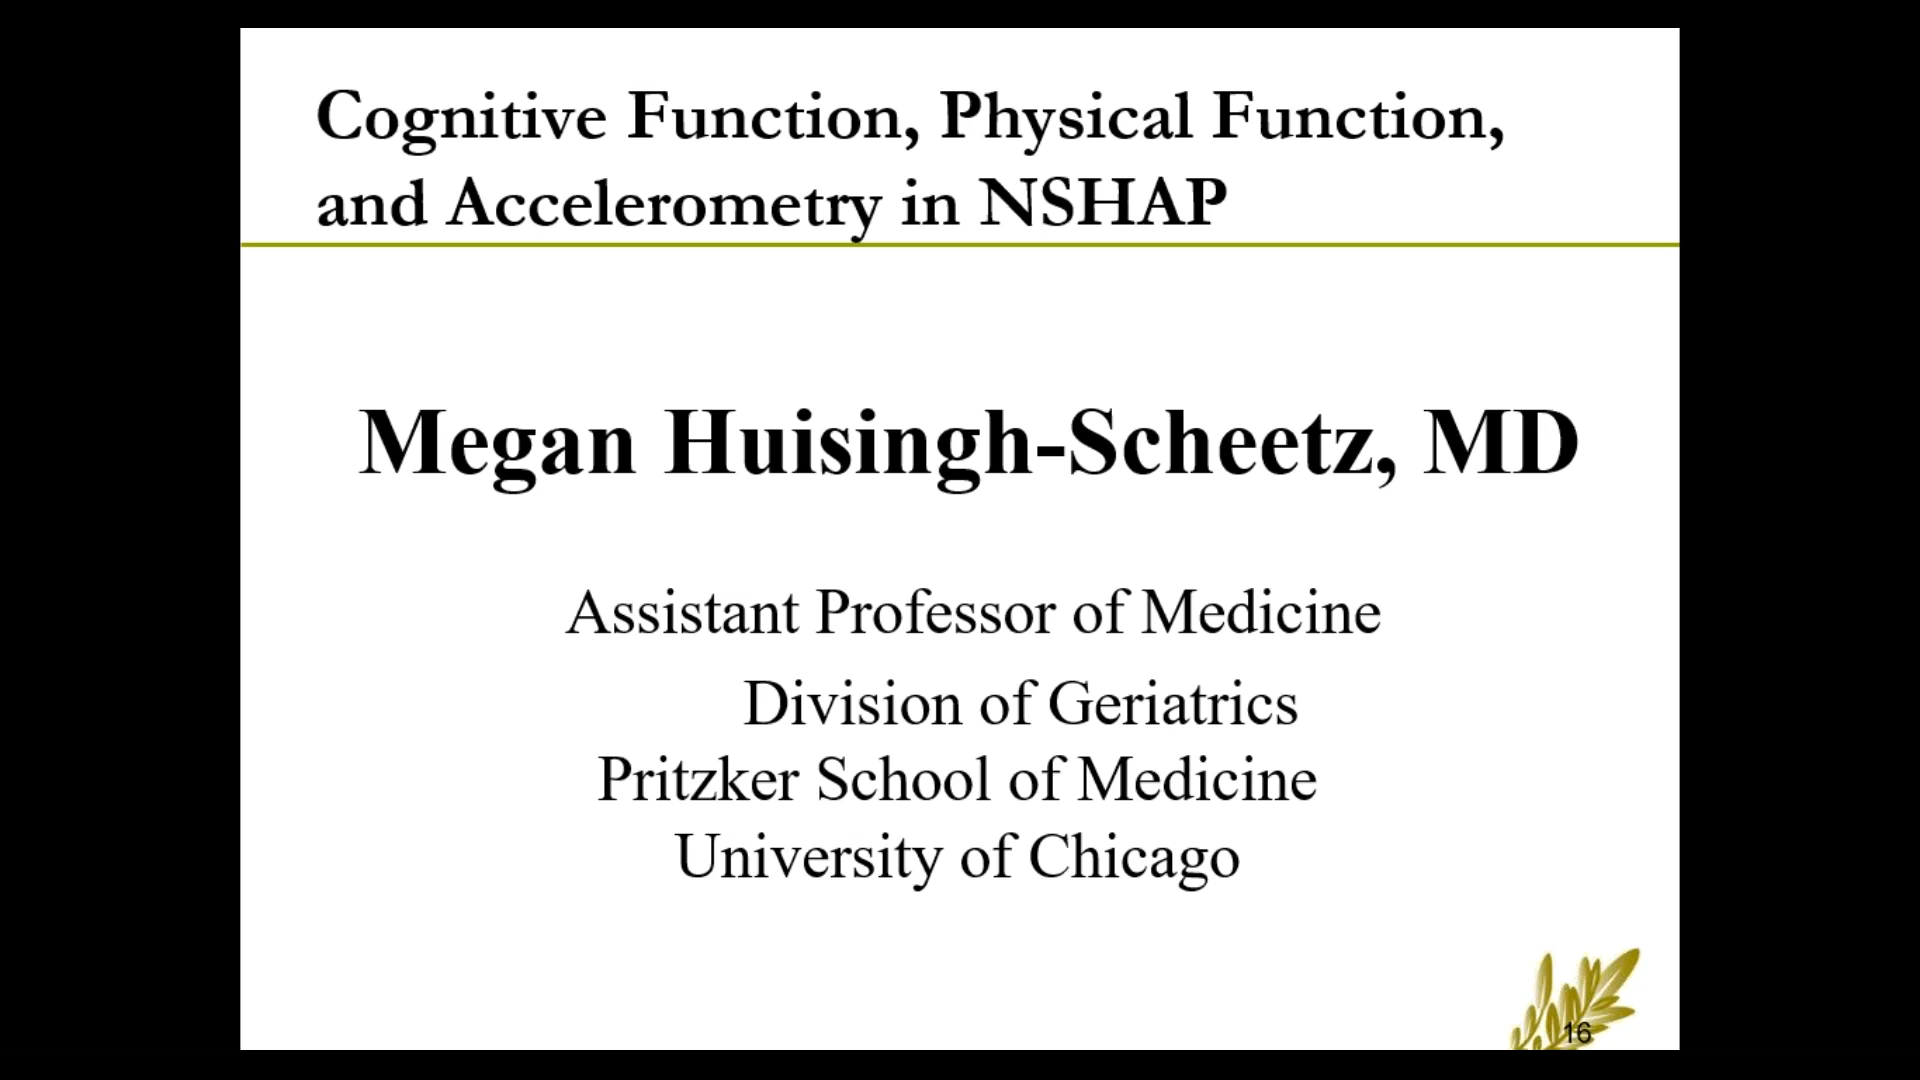 Cognitive Function, Physical Function,
and Accelerometry in NSHAP
Megan Huisingh-Scheetz, MD
Assistant Professor of Medicine
Division of Geriatrics
Pritzker School of Medicine
University of Chicago
16